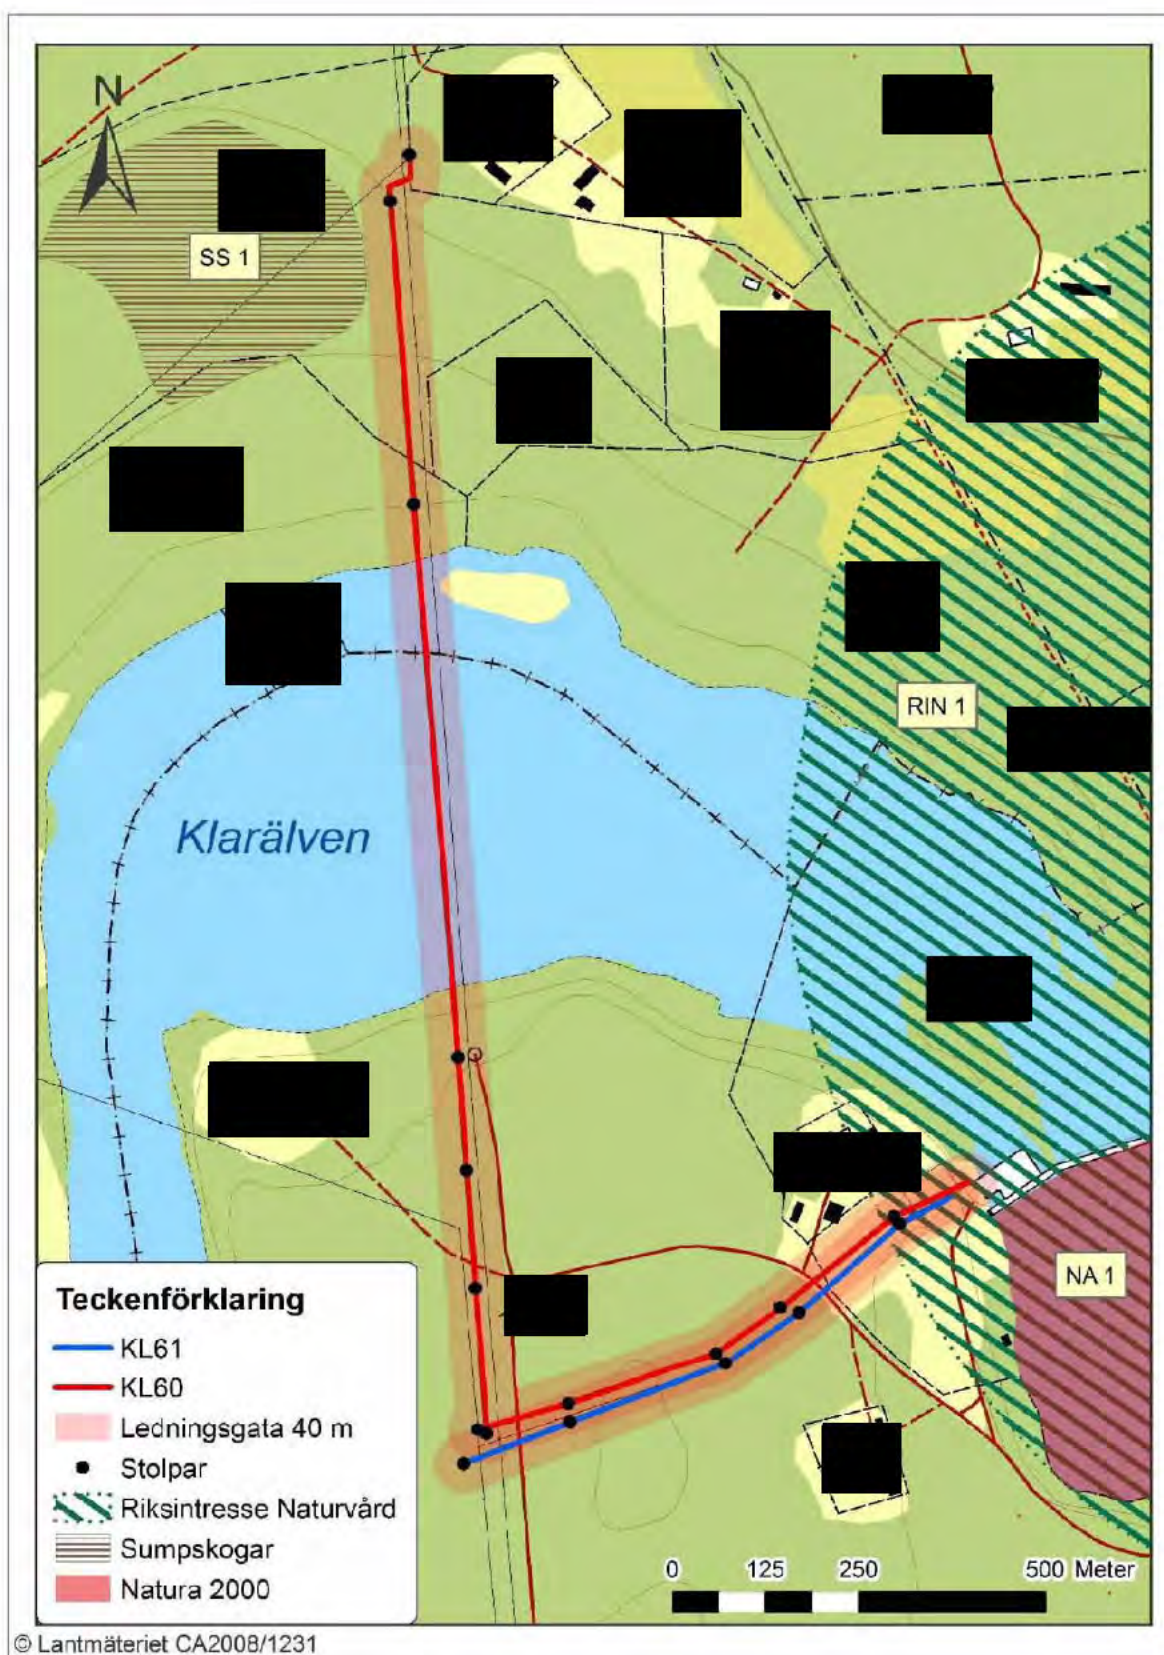 N
SS 1
RIN 1
Klarälven
NA 1
Teckenförklaring
KL61
KL60
Ledningsgata 40 m
Stolpar
Riksintresse Naturvård
Sumpskogar
Natura 2000
0 125 250 500 Meter
© Lantmäteriet CA2008/1231